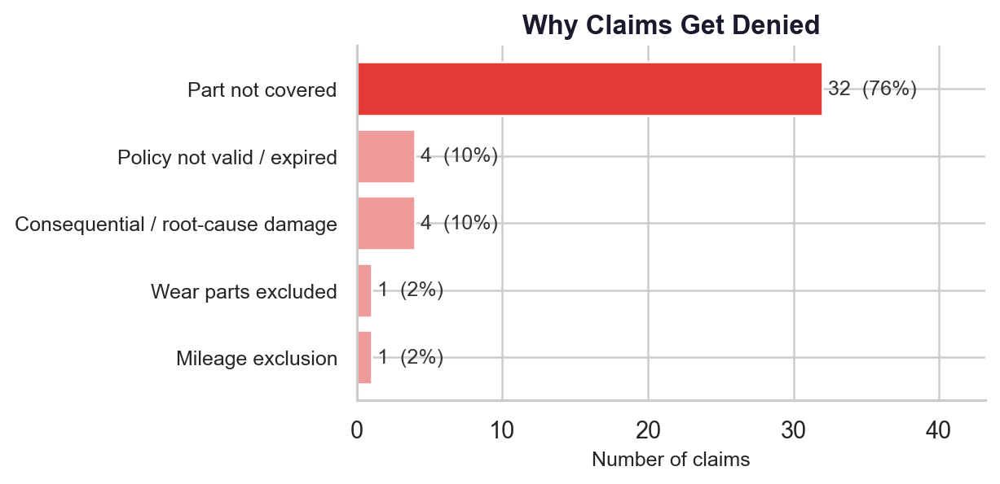 Why Claims Get Denied
Part not covered
32 (76%)
Policy not valid / expired
4 (10%)
Consequential / root-cause damage
4 (10%)
Wear parts excluded
1 (2%)
Mileage exclusion
1 (2%)
0 10 20 30 40
Number of claims